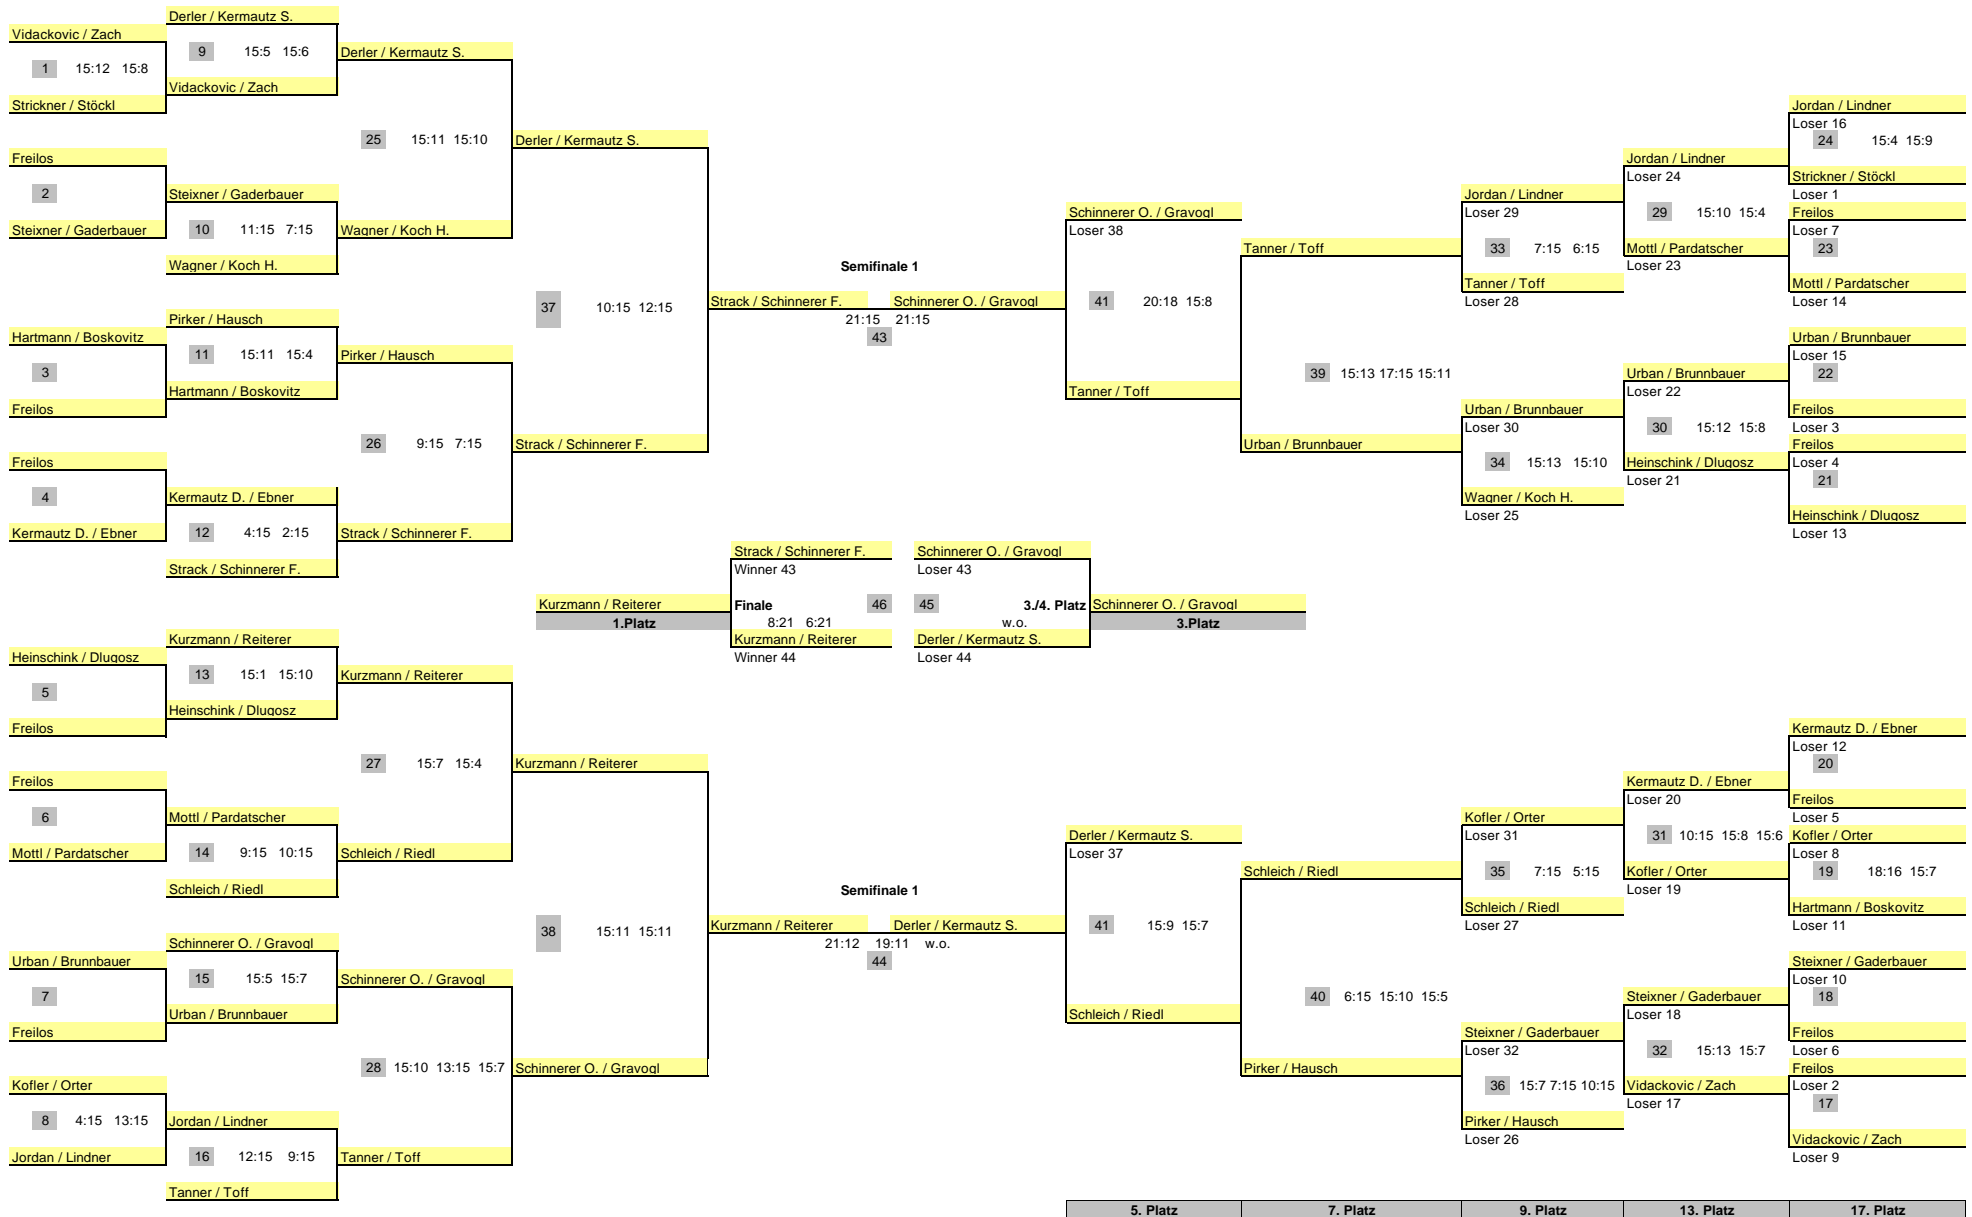 Derler / Kermautz S.
Vidackovic / Zach
9 15:5 15:6
Derler / Kermautz S.
1 15:12 15:8
Vidackovic / Zach
Strickner / Stöckl
25 15:11 15:10
Derler / Kermautz S.
Freilos
2
Steixner / Gaderbauer
Steixner / Gaderbauer
10 11:15 7:15
Wagner / Koch H.
Wagner / Koch H.
37 10:15 12:15
Pirker / Hausch
Hartmann / Boskovitz
11 15:11 15:4
Pirker / Hausch
3
Hartmann / Boskovitz
Freilos
26 9:15 7:15
Strack / Schinnerer F.
Freilos
4
Kermautz D. / Ebner
Kermautz D. / Ebner
12 4:15 2:15
Strack / Schinnerer F.
Strack / Schinnerer F.
Semifinale 1
Strack / Schinnerer F. Schinnerer O. / Gravogl
21:15 21:15
43
Schinnerer O. / Gravogl
Loser 38
41 20:18 15:8
Tanner / Toff
Tanner / Toff
39 15:13 17:15 15:11
Urban / Brunnbauer
Jordan / Lindner
Loser 29
33 7:15 6:15
Tanner / Toff
Loser 28
Urban / Brunnbauer
Loser 30
34 15:13 15:10
Wagner / Koch H.
Loser 25
Jordan / Lindner
Loser 24
29 15:10 15:4
Mottl / Pardatscher
Loser 23
Urban / Brunnbauer
Loser 22
30 15:12 15:8
Heinschink / Dlugosz
Loser 21
Jordan / Lindner
Loser 16
24 15:4 15:9
Strickner / Stöckl
Loser 1
Freilos
Loser 7
23
Mottl / Pardatscher
Loser 14
Urban / Brunnbauer
Loser 15
22
Freilos
Loser 3
Freilos
Loser 4
21
Heinschink / Dlugosz
Loser 13
Strack / Schinnerer F. Schinnerer O. / Gravogl
Winner 43 Loser 43
Kurzmann / Reiterer Finale 46 45 3./4. Platz Schinnerer O. / Gravogl
1.Platz 8:21 6:21 w.o. 3.Platz
Kurzmann / Reiterer Derler / Kermautz S.
Winner 44 Loser 44
Kurzmann / Reiterer
Heinschink / Dlugosz
13 15:1 15:10
Kurzmann / Reiterer
5
Heinschink / Dlugosz
Freilos
27 15:7 15:4
Kurzmann / Reiterer
Freilos
6
Mottl / Pardatscher
Mottl / Pardatscher
14 9:15 10:15
Schleich / Riedl
Schleich / Riedl
38 15:11 15:11
Schinnerer O. / Gravogl
Urban / Brunnbauer
15 15:5 15:7
Schinnerer O. / Gravogl
7
Urban / Brunnbauer
Freilos
28 15:10 13:15 15:7
Schinnerer O. / Gravogl
Kofler / Orter
8 4:15 13:15
Jordan / Lindner
Jordan / Lindner
16 12:15 9:15
Tanner / Toff
Tanner / Toff
Semifinale 1
Kurzmann / Reiterer Derler / Kermautz S.
21:12 19:11 w.o.
44
Derler / Kermautz S.
Loser 37
41 15:9 15:7
Schleich / Riedl
Schleich / Riedl
40 6:15 15:10 15:5
Pirker / Hausch
Kofler / Orter
Loser 31
35 7:15 5:15
Schleich / Riedl
Loser 27
Steixner / Gaderbauer
Loser 32
36 15:7 7:15 10:15
Pirker / Hausch
Loser 26
Kermautz D. / Ebner
Loser 20
31 10:15 15:8 15:6
Kofler / Orter
Loser 19
Steixner / Gaderbauer
Loser 18
32 15:13 15:7
Vidackovic / Zach
Loser 17
Kermautz D. / Ebner
Loser 12
20
Freilos
Loser 5
Kofler / Orter
Loser 8
19 18:16 15:7
Hartmann / Boskovitz
Loser 11
Steixner / Gaderbauer
Loser 10
18
Freilos
Loser 6
Freilos
Loser 2
17
Vidackovic / Zach
Loser 9
5. Platz 7. Platz 9. Platz 13. Platz 17. Platz